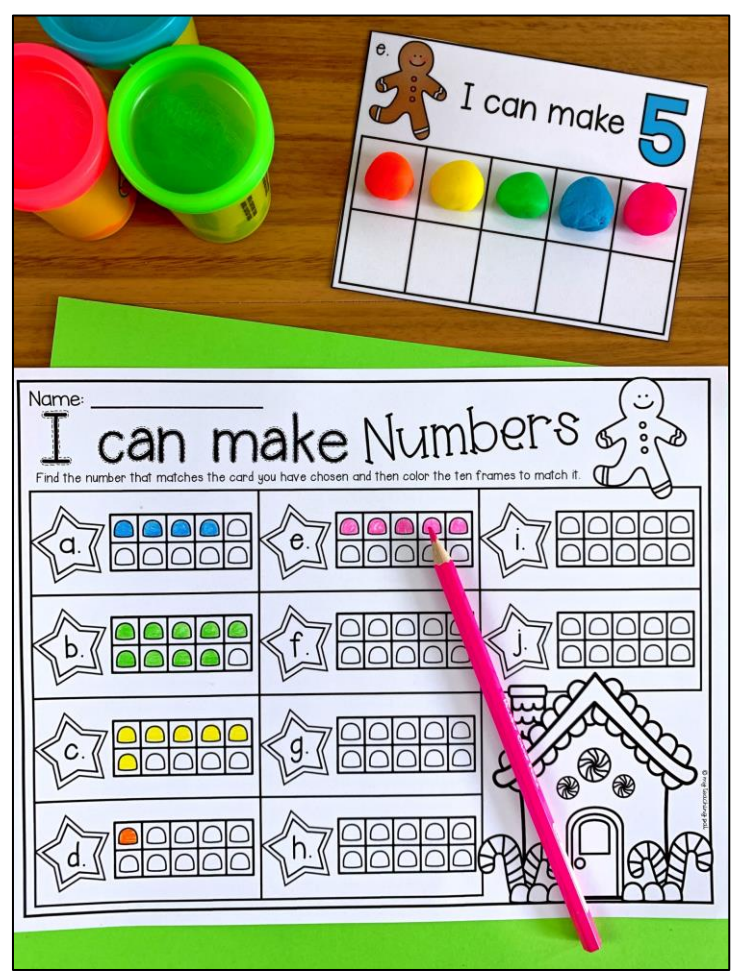 e.
I can make 5
Name:
I can make Numbers
Find the number that matches the card you have chosen and then color the ten frames to match it.
a.
e.
i.
b.
f.
j.
c.
g.
d.
h.